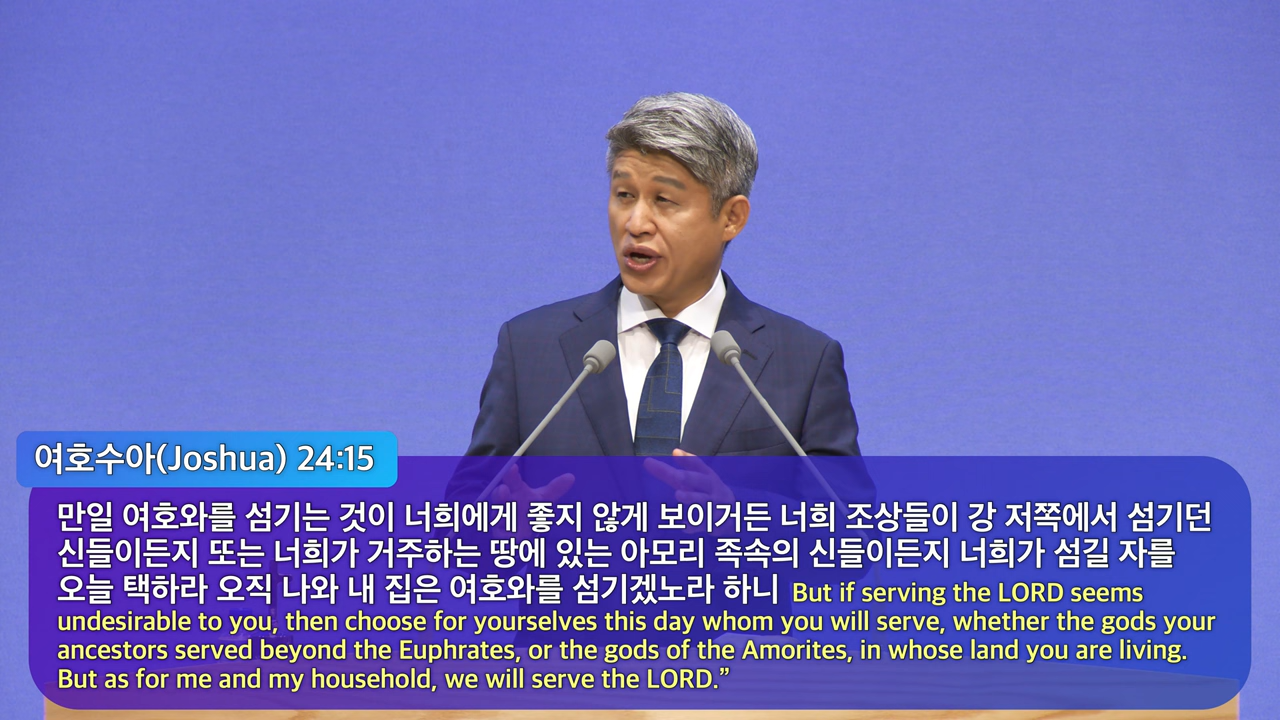 여호수아(Joshua) 24:15
만일 여호와를 섬기는 것이 너희에게 좋지 않게 보이거든 너희 조상들이 강 저쪽에서 섬기던
신들이든지 또는 너희가 거주하는 땅에 있는 아모리 족속의 신들이든지 너희가 섬길 자를
오늘 택하라 오직 나와 내 집은 여호와를 섬기겠노라 하니 But if serving the LORD seems
undesirable to you, then choose for yourselves this day whom you will serve, whether the gods your
ancestors served beyond the Euphrates, or the gods of the Amorites, in whose land you are living.
But as for me and my household, we will serve the LORD.”